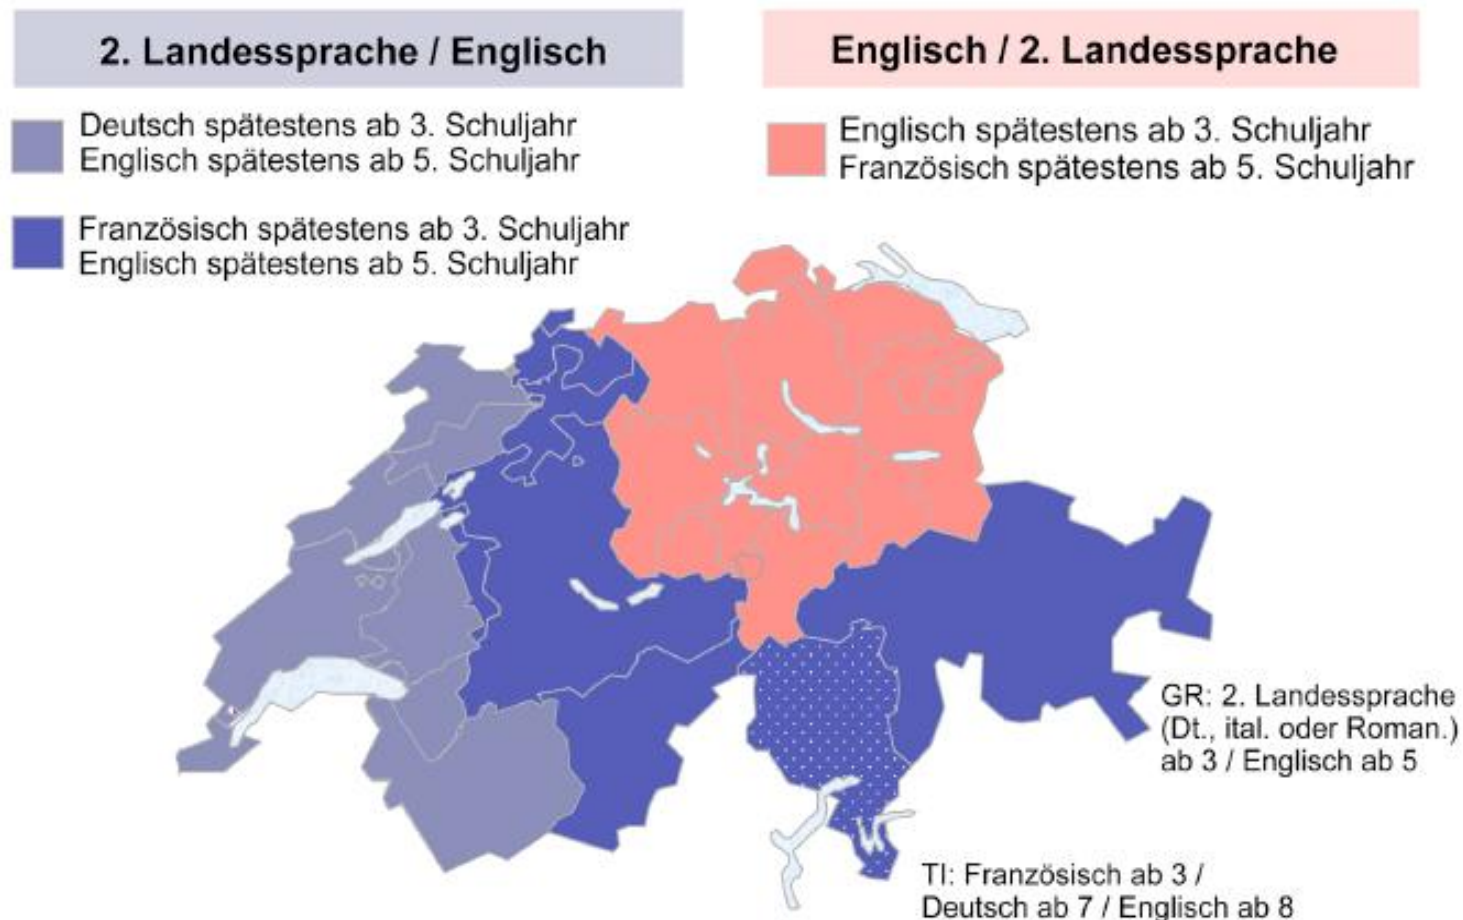 2. Landessprache / Englisch
Deutsch spätestens ab 3. Schuljahr
Englisch spätestens ab 5. Schuljahr
Französisch spätestens ab 3. Schuljahr
Englisch spätestens ab 5. Schuljahr
Englisch / 2. Landessprache
Englisch spätestens ab 3. Schuljahr
Französisch spätestens ab 5. Schuljahr
GR: 2. Landessprache
(Dt., ital. oder Roman.)
ab 3 / Englisch ab 5
TI: Französisch ab 3 /
Deutsch ab 7 / Englisch ab 8